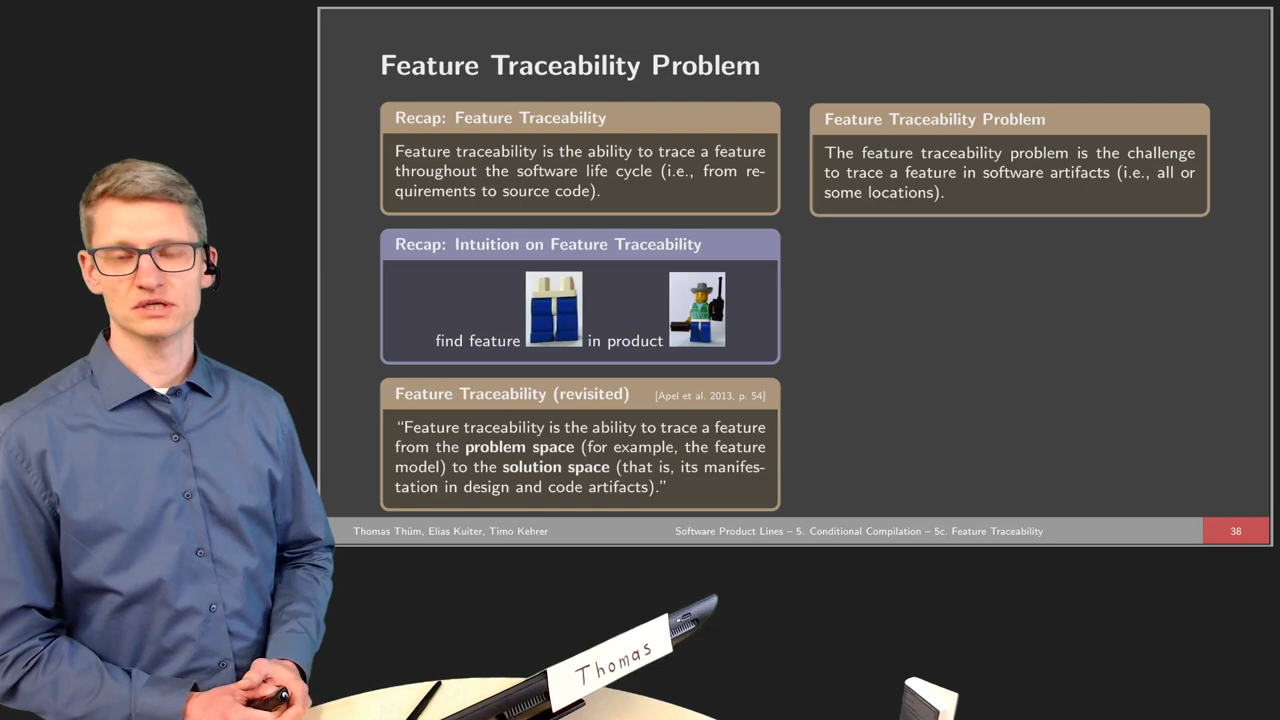 Feature Traceability Problem
Recap: Feature Traceability
Feature traceability is the ability to trace a feature
throughout the software life cycle (i.e., from re-
quirements to source code).
Recap: Intuition on Feature Traceability
find feature in product
Feature Traceability (revisited) [Apel et al. 2013, p. 54]
“Feature traceability is the ability to trace a feature
from the problem space (for example, the feature
model) to the solution space (that is, its manifes-
tation in design and code artifacts).”
Feature Traceability Problem
The feature traceability problem is the challenge
to trace a feature in software artifacts (i.e., all or
some locations).
Thomas Thüm, Elias Kuiter, Timo Kehrer
Software Product Lines – 5. Conditional Compilation – 5c. Feature Traceability
38
Thomas